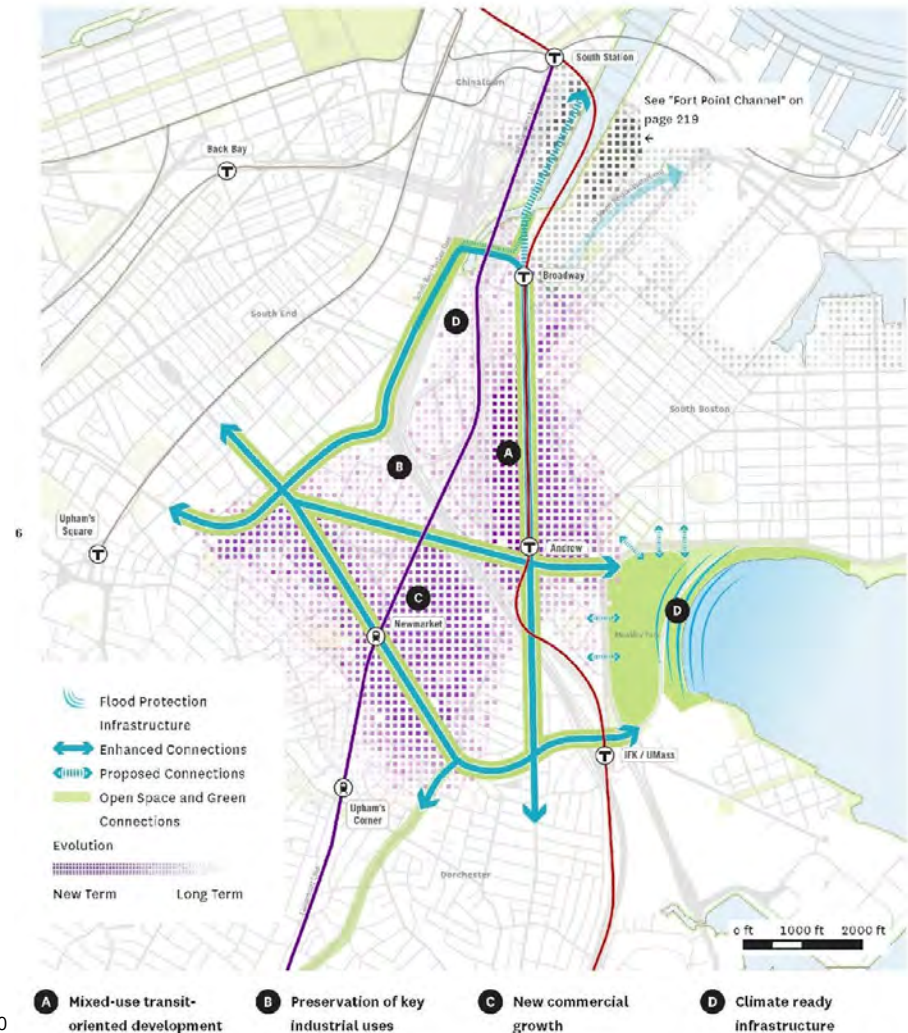 South Station
Chinatown
See "Fort Point Channel" on
page 219
←
Back Bay
Broadway
D
South End
South Boston
A
B
Upham's
Square
6
Andrew
C
D
Newmarket
Flood Protection
Infrastructure
Enhanced Connections
Proposed Connections
Open Space and Green
Connections
JFK / UMass
Upham's
Corner
Evolution
New Term Long Term
Dorchester
0 ft 1000 ft 2000 ft
A Mixed-use transit-
oriented development
B Preservation of key
industrial uses
C New commercial
growth
D Climate ready
infrastructure
0